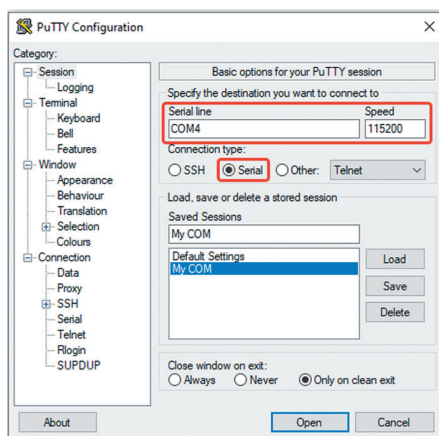 PuTTY Configuration
Category:
Session
Logging
Terminal
Keyboard
Bell
Features
Window
Appearance
Behaviour
Translation
Selection
Colours
Connection
Data
Proxy
SSH
Serial
Telnet
Rlogin
SUPDUP
Basic options for your PuTTY session
Specify the destination you want to connect to
Serial line Speed
COM4 115200
Connection type:
SSH Serial Other: Telnet
Load, save or delete a stored session
Saved Sessions
My COM
Default Settings
My COM
Load
Save
Delete
Close window on exit:
Always Never Only on clean exit
About Open Cancel